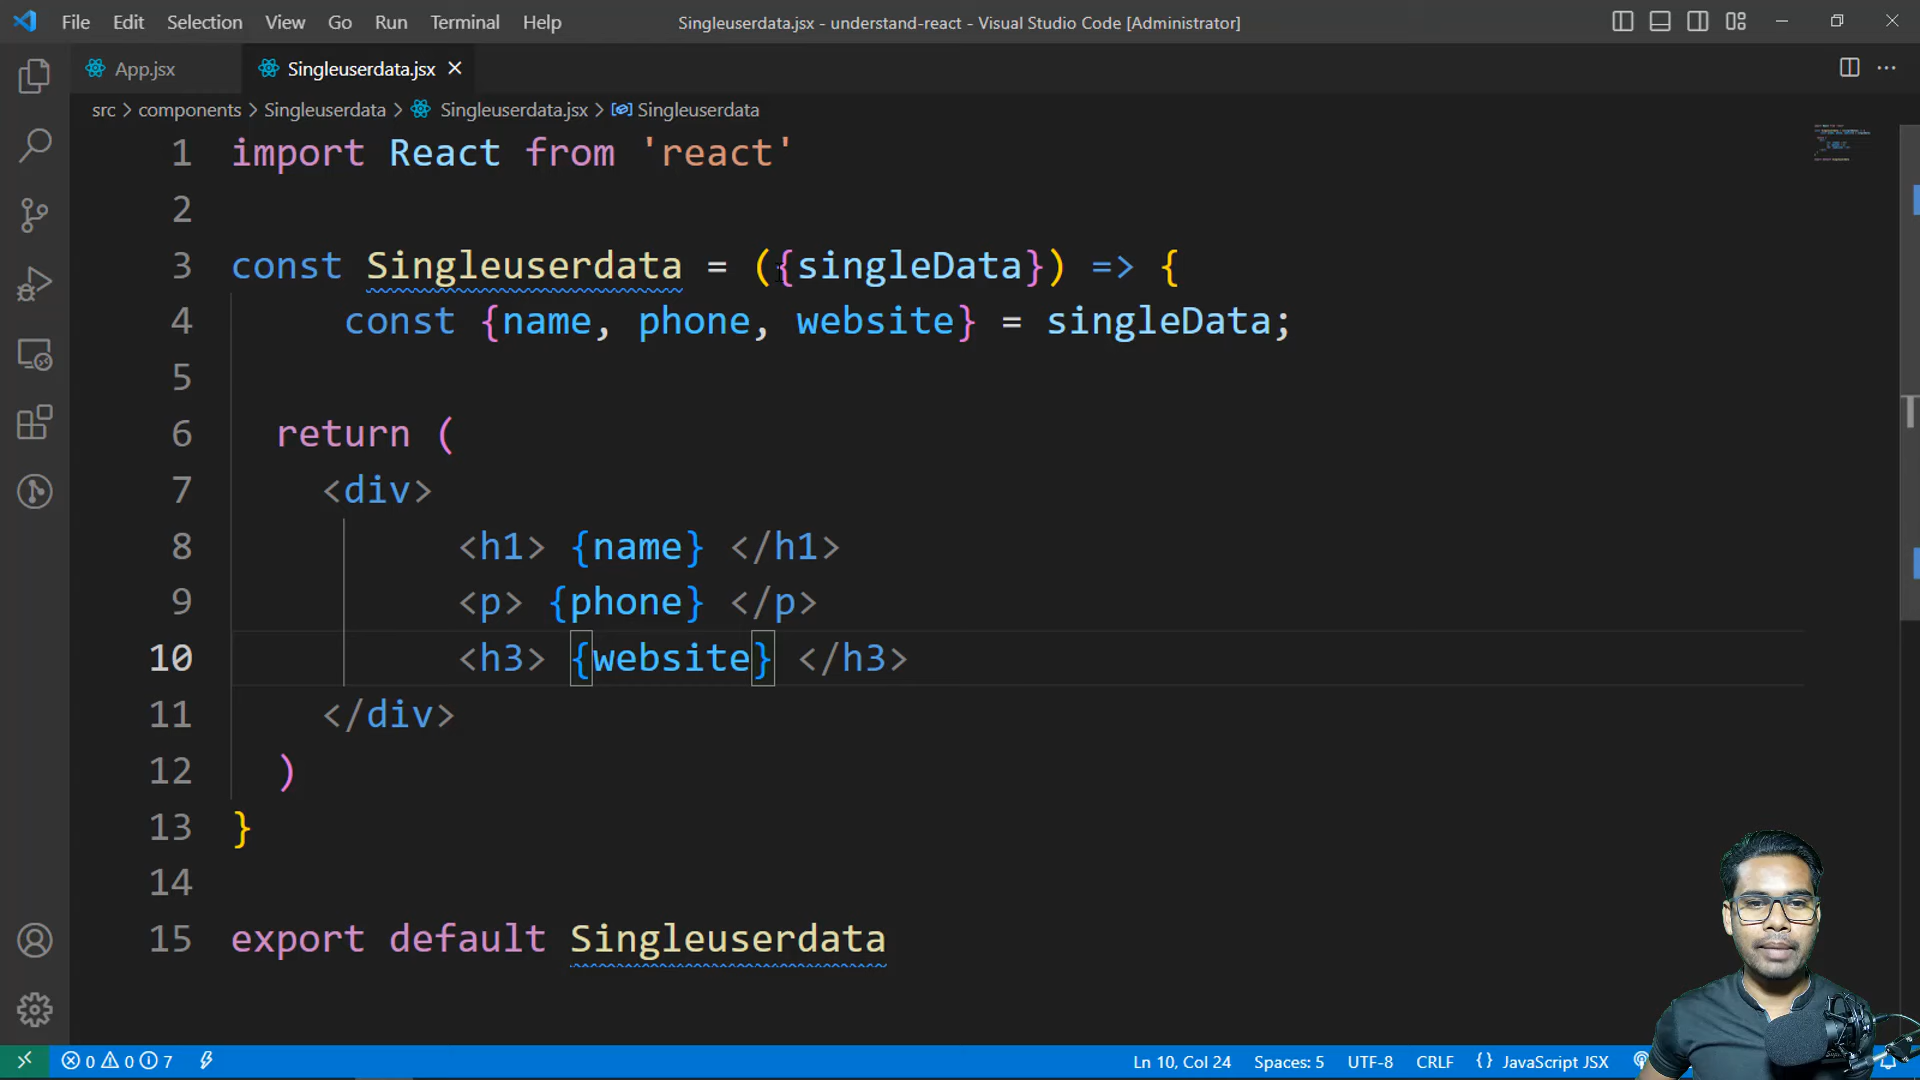 File Edit Selection View Go Run Terminal Help
Singleuserdata.jsx - understand-react - Visual Studio Code [Administrator]
App.jsx
Singleuserdata.jsx
src > components > Singleuserdata > Singleuserdata.jsx > Singleuserdata
1 import React from 'react'
2
3 const Singleuserdata = ({singleData}) => {
4 const {name, phone, website} = singleData;
5
6 return (
7 <div>
8 <h1> {name} </h1>
9 <p> {phone} </p>
10 <h3> {website} </h3>
11 </div>
12 )
13 }
14
15 export default Singleuserdata
0 0 7
Ln 10, Col 24 Spaces: 5 UTF-8 CRLF {} JavaScript JSX